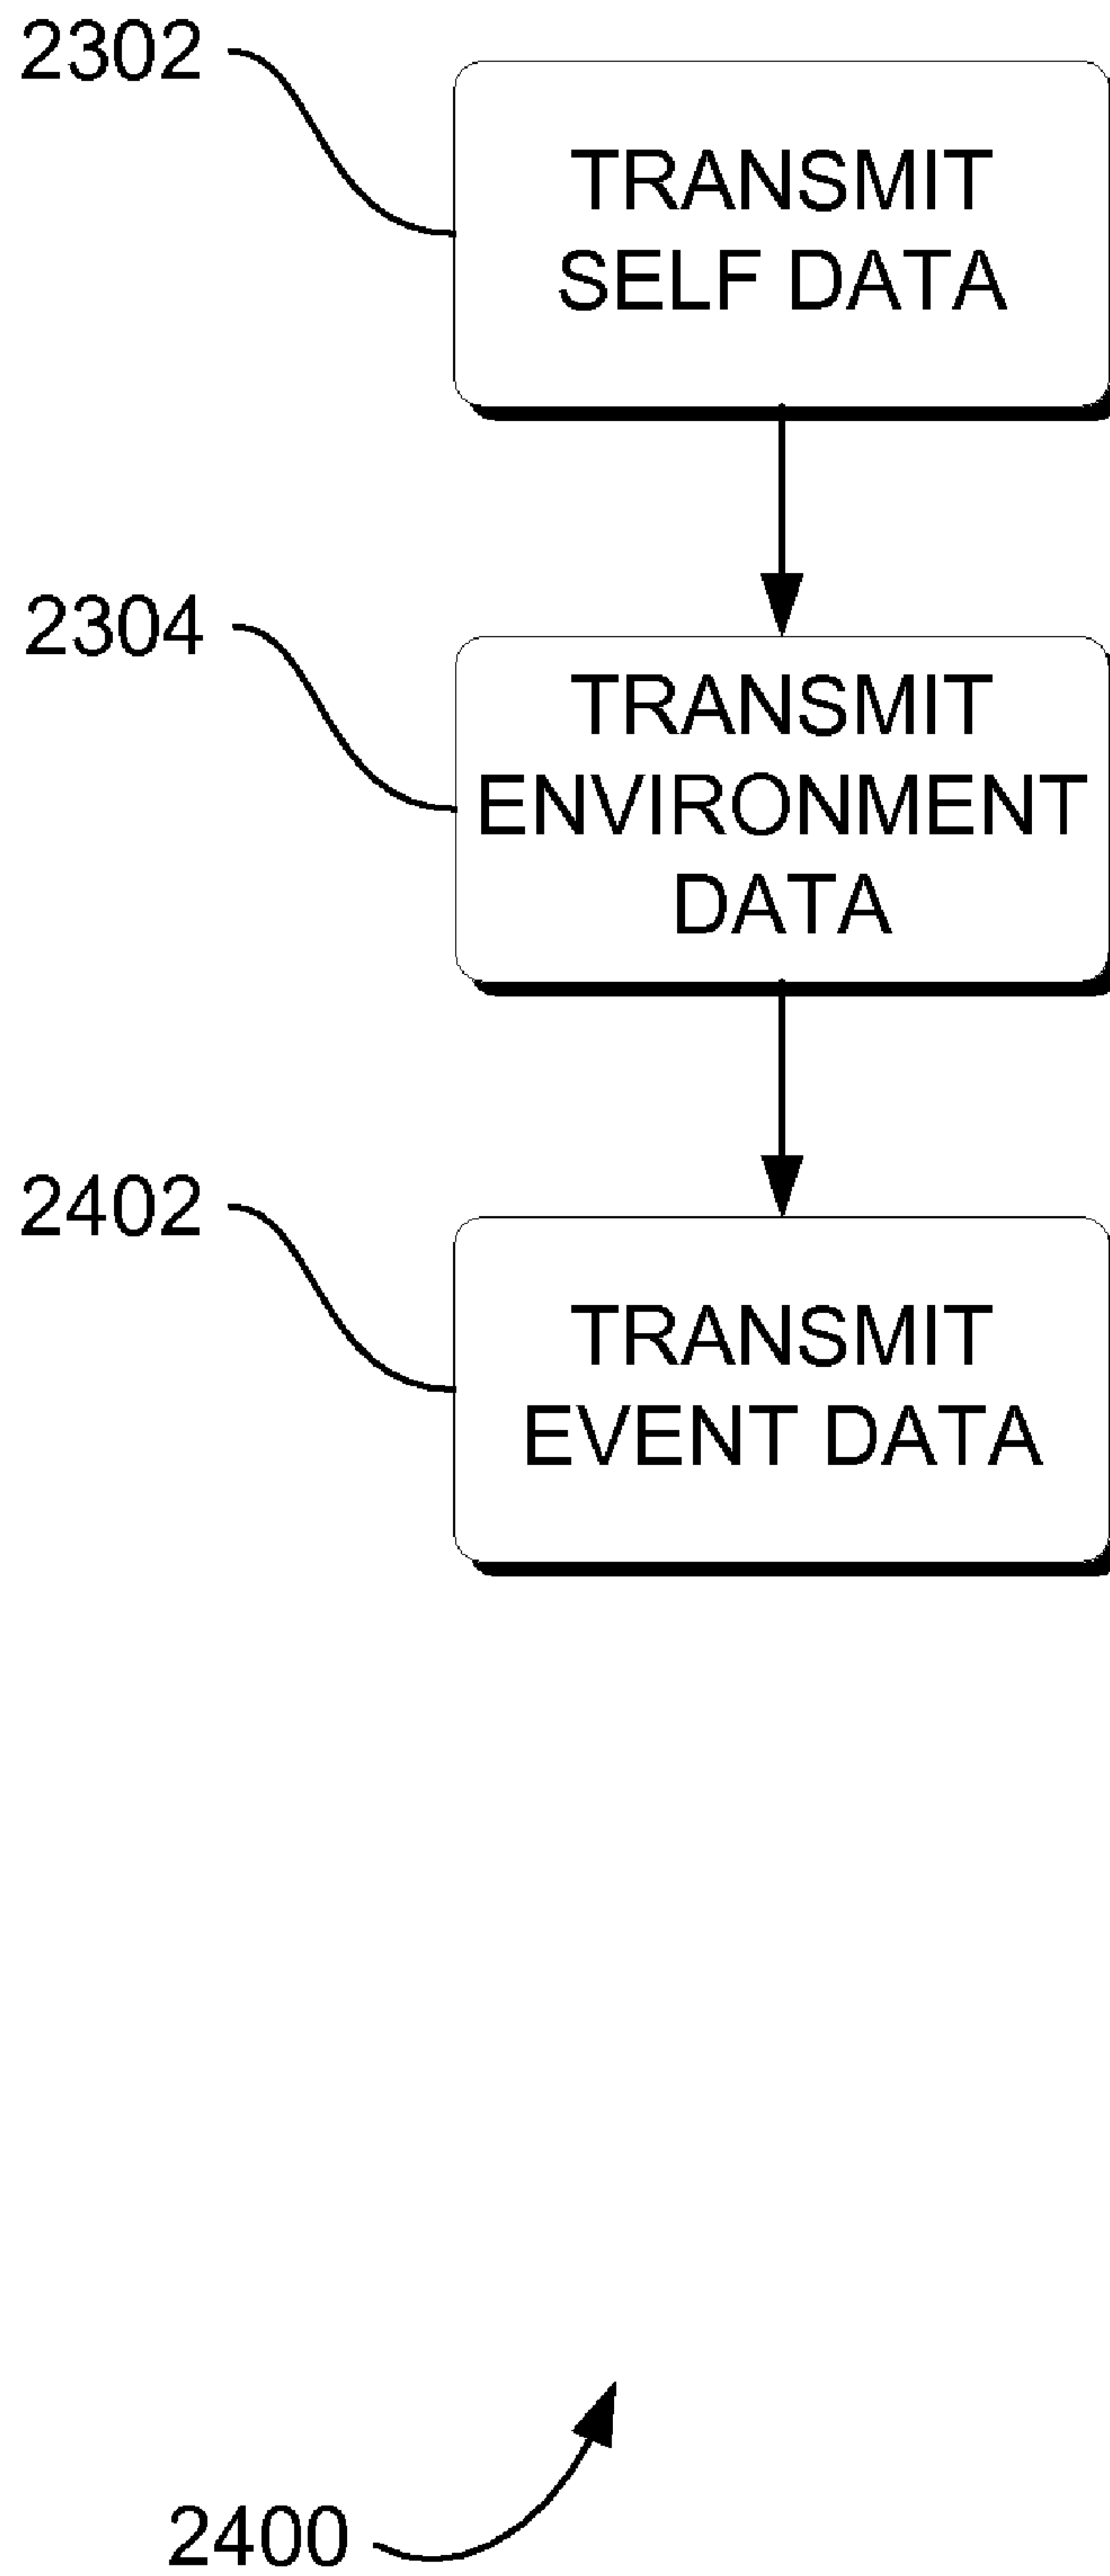 2302
TRANSMIT
SELF DATA
2304
TRANSMIT
ENVIRONMENT
DATA
2402
TRANSMIT
EVENT DATA
2400